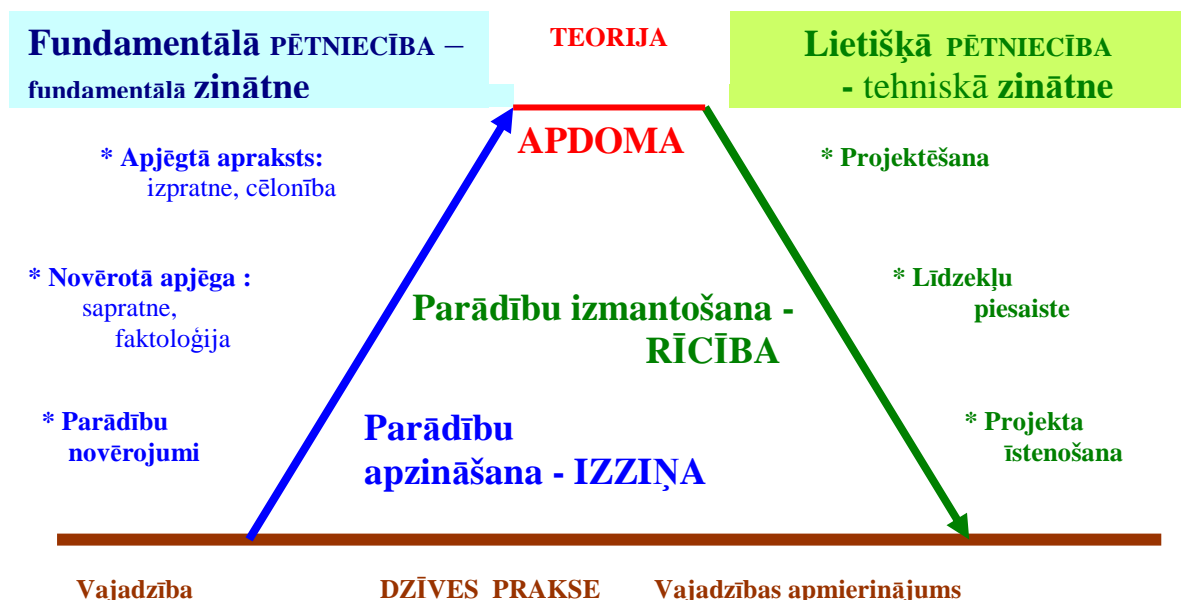 Fundamentālā PĒTNIECĪBA –
fundamentālā zinātne
TEORIJA
Lietišķā PĒTNIECĪBA
- tehniskā zinātne
APDOMA
* Apjēgtā apraksts:
izpratne, cēlonība
* Projektēšana
* Novērotā apjēga :
sapratne,
faktoloģija
* Līdzekļu
piesaiste
Parādību izmantošana -
RĪCĪBA
* Parādību
novērojumi
Parādību
apzināšana - IZZIŅA
* Projekta
īstenošana
Vajadzība
DZĪVES PRAKSE
Vajadzības apmierinājums